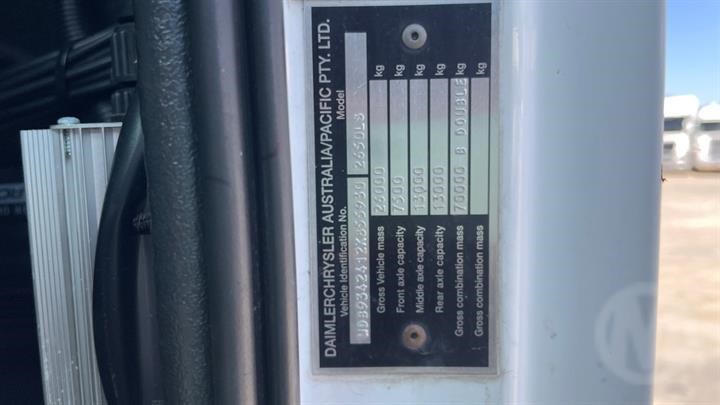 DAIMLERCHRYSLER AUSTRALIA/PACIFIC PTY. LTD.
Vehicle Identification No. Model
2650LS
Gross Vehicle mass 26000 kg
Front axle capacity 7500 kg
Middle axle capacity 13000 kg
Rear axle capacity 13000 kg
Gross combination mass 70000 B DOUBLE kg
Gross combination mass kg